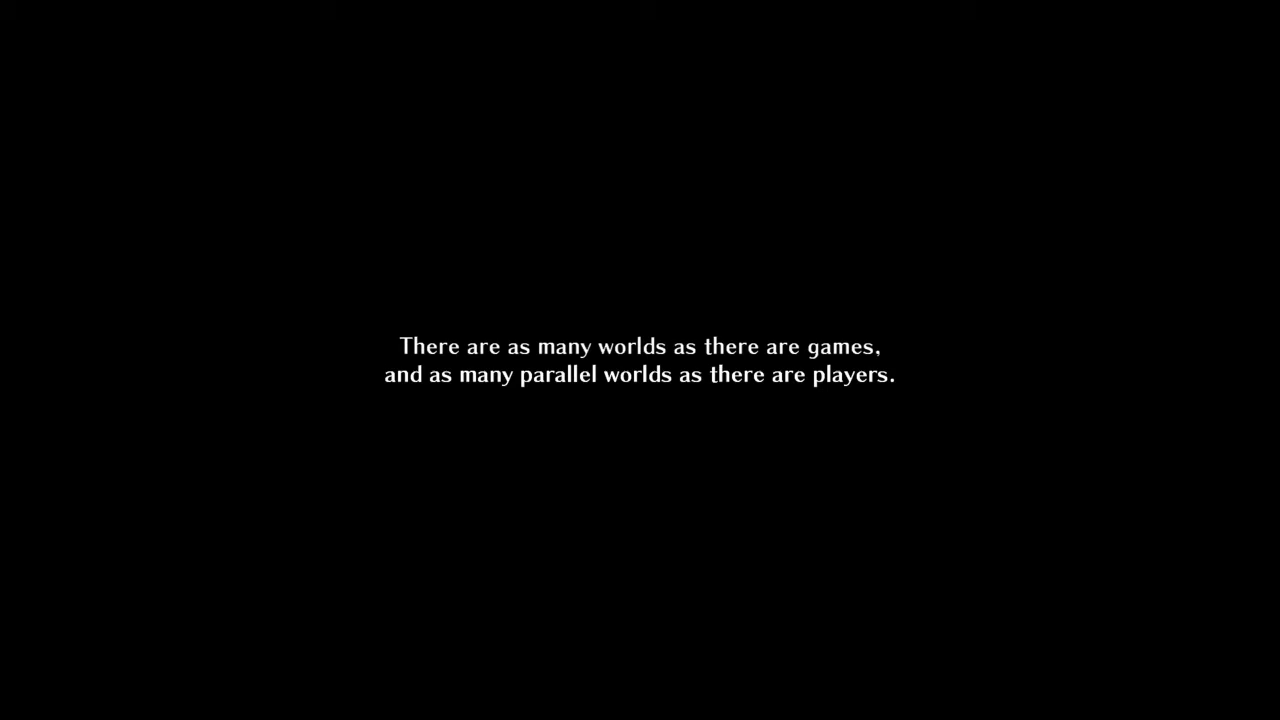 There are as many worlds as there are games,
and as many parallel worlds as there are players.